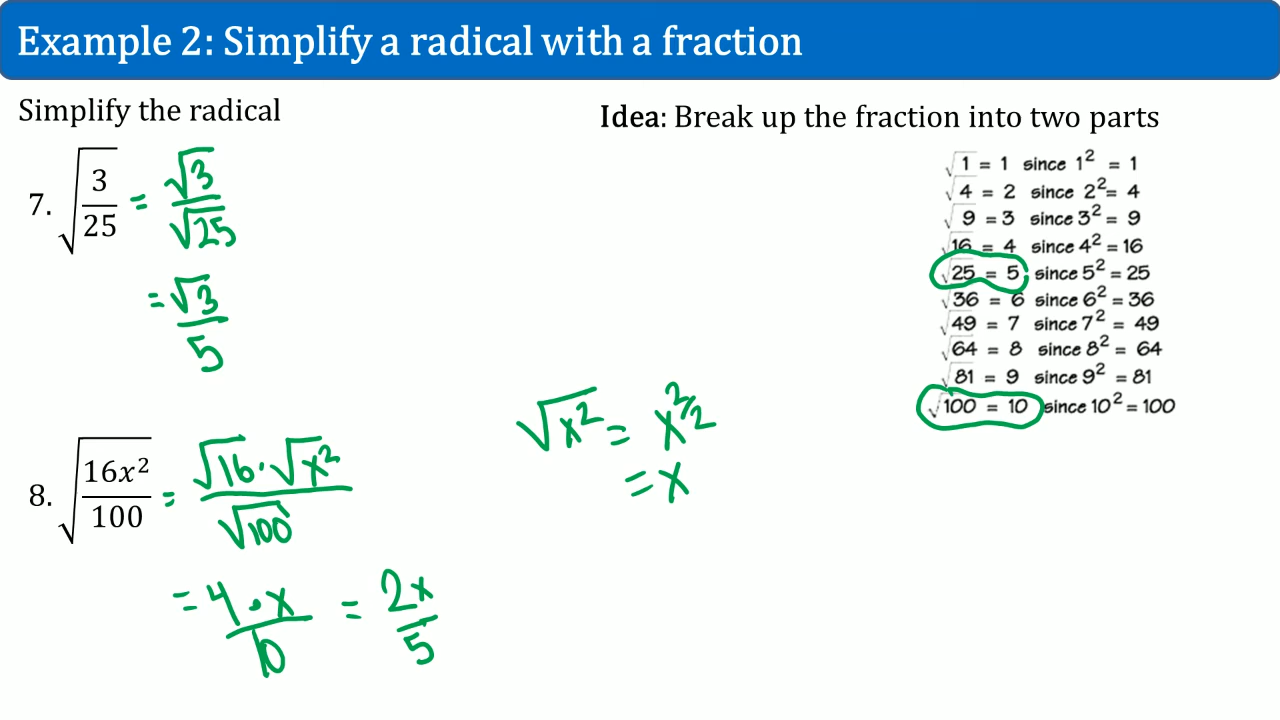 Example 2: Simplify a radical with a fraction
Simplify the radical
Idea: Break up the fraction into two parts
7. √(3/25) = √3/√25
= √3/5
8. √(16x²/100) = √16·√x²/√100
= 4·x/10 = 2x/5
√x² = x^(2/2)
= x
√1 = 1 since 1² = 1
√4 = 2 since 2² = 4
√9 = 3 since 3² = 9
√16 = 4 since 4² = 16
√25 = 5 since 5² = 25
√36 = 6 since 6² = 36
√49 = 7 since 7² = 49
√64 = 8 since 8² = 64
√81 = 9 since 9² = 81
√100 = 10 since 10² = 100